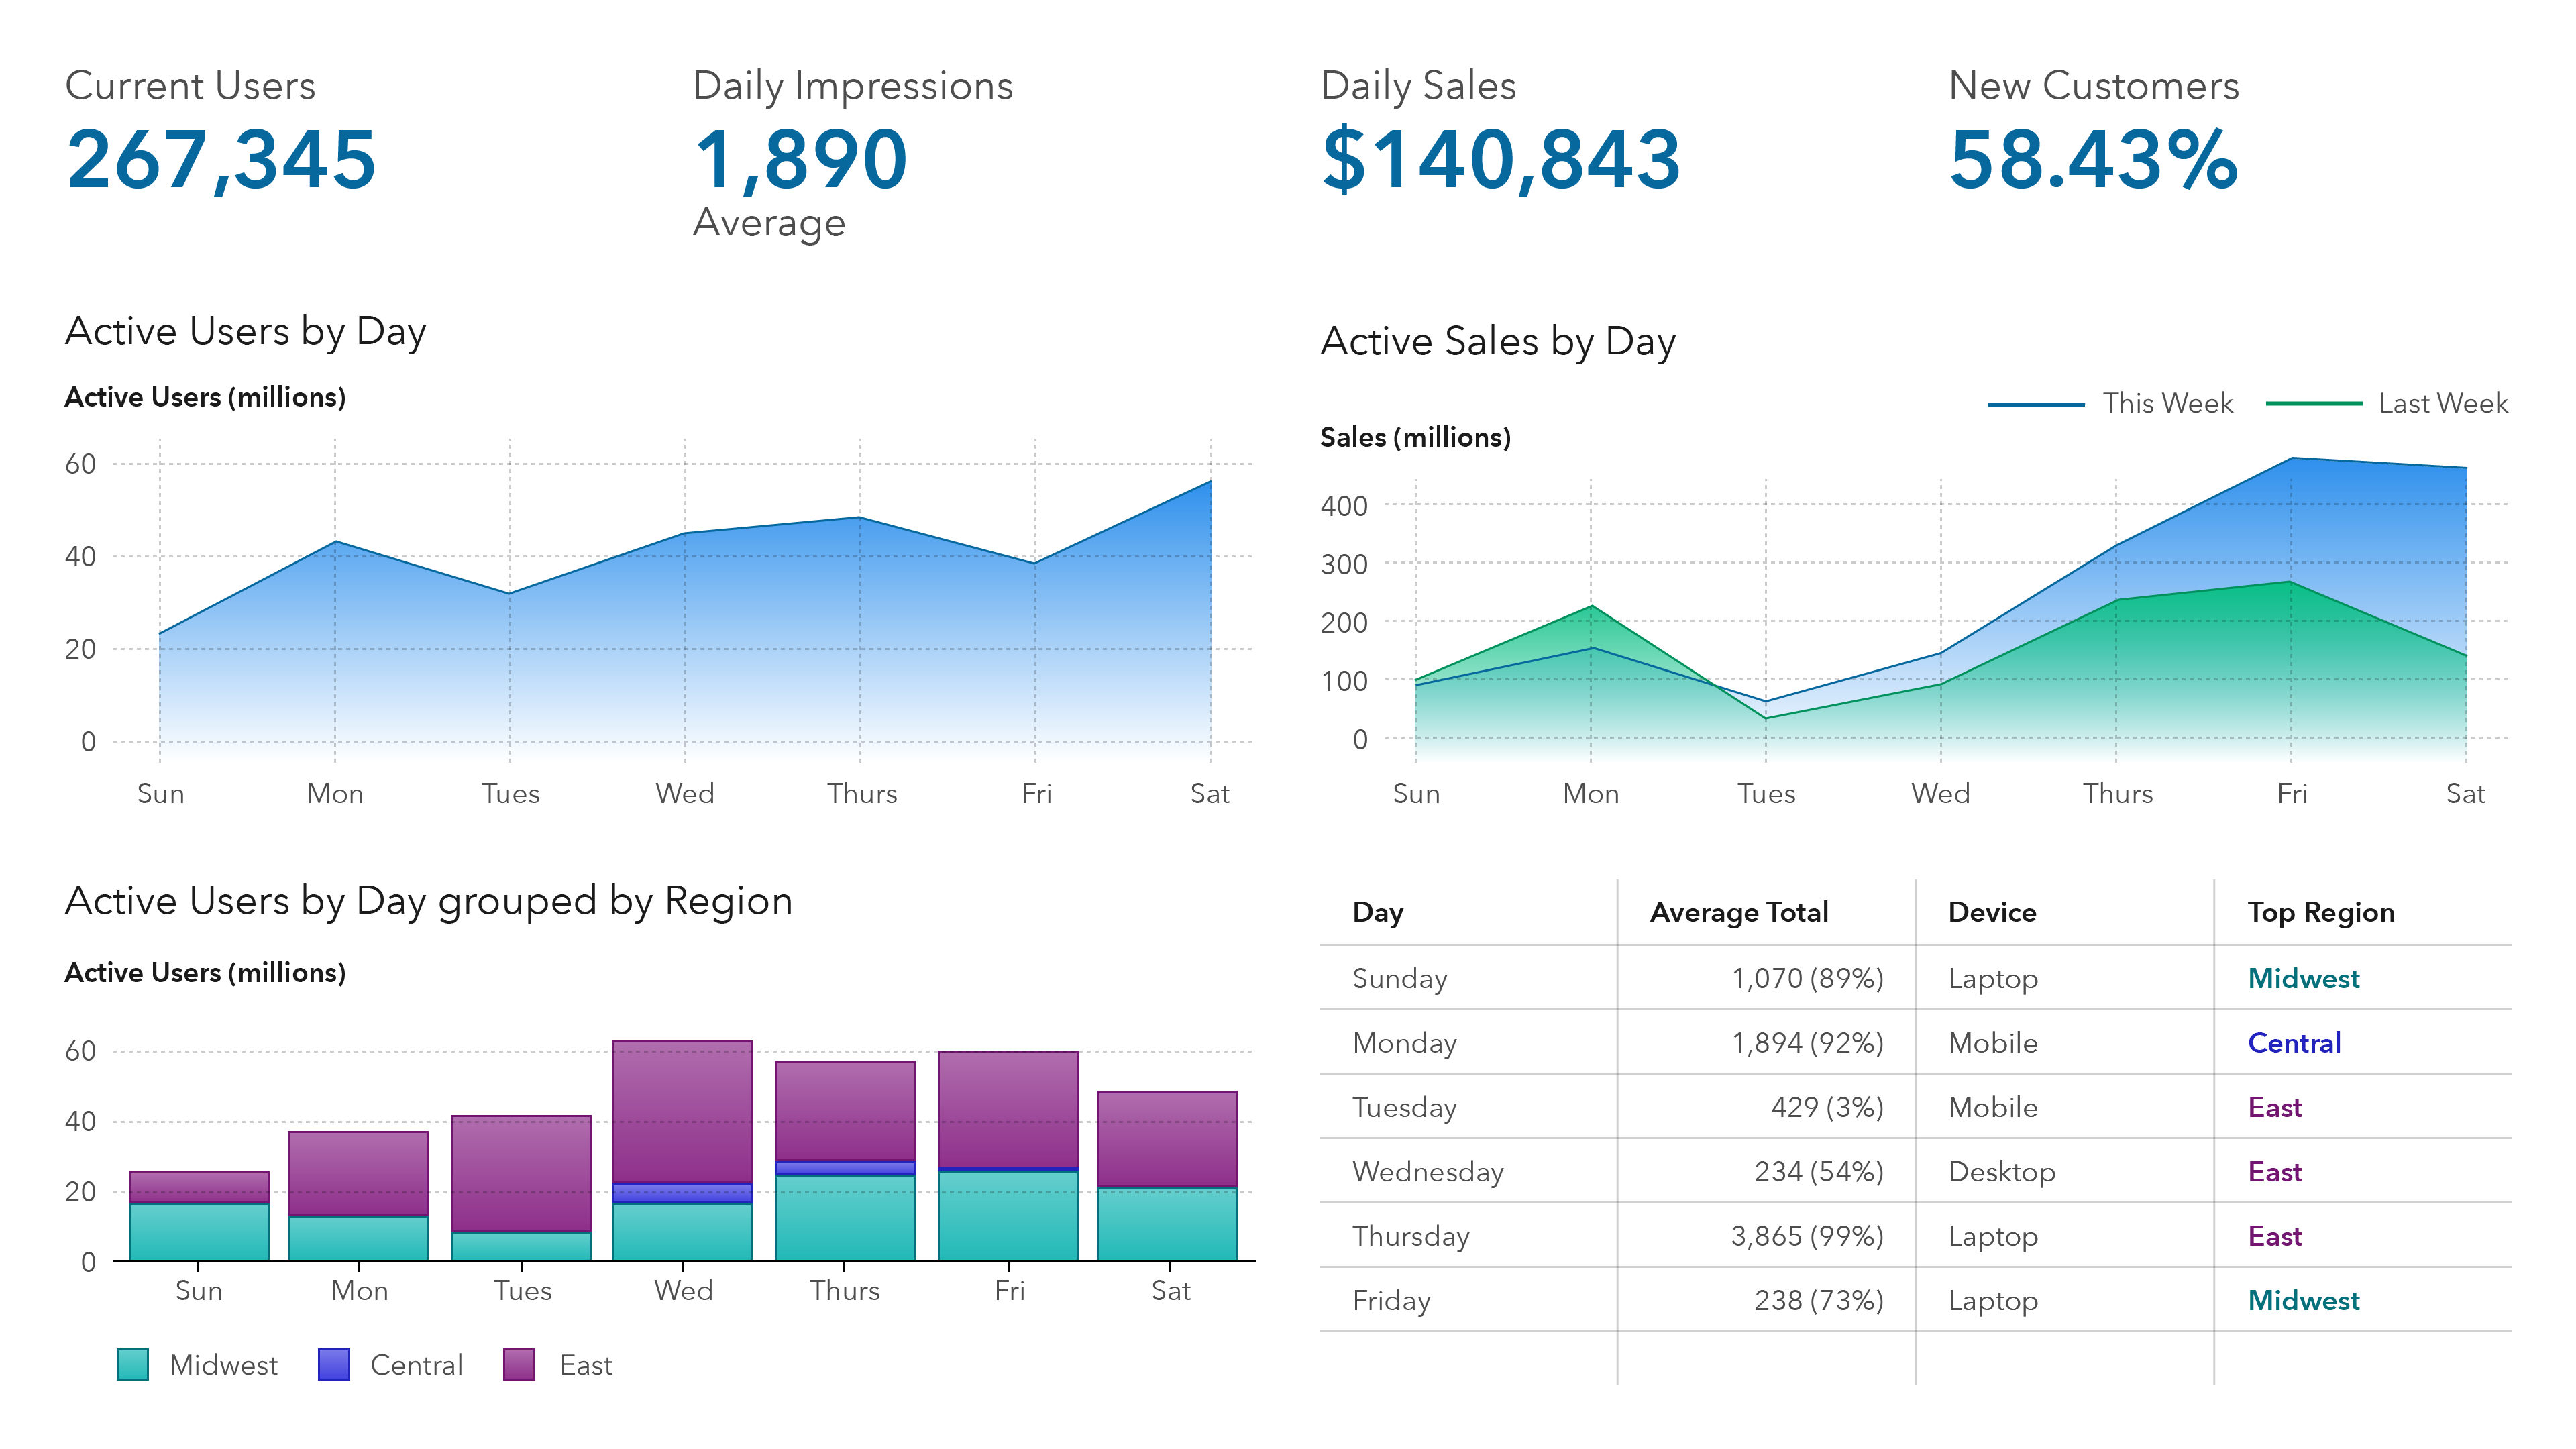 Current Users
267,345
Daily Impressions
1,890
Average
Daily Sales
$140,843
New Customers
58.43%
Active Users by Day
Active Users (millions)
60
40
20
0
Sun Mon Tues Wed Thurs Fri Sat
Active Sales by Day
This Week Last Week
Sales (millions)
400
300
200
100
0
Sun Mon Tues Wed Thurs Fri Sat
Active Users by Day grouped by Region
Active Users (millions)
60
40
20
0
Sun Mon Tues Wed Thurs Fri Sat
Midwest Central East
Day Average Total Device Top Region
Sunday 1,070 (89%) Laptop Midwest
Monday 1,894 (92%) Mobile Central
Tuesday 429 (3%) Mobile East
Wednesday 234 (54%) Desktop East
Thursday 3,865 (99%) Laptop East
Friday 238 (73%) Laptop Midwest